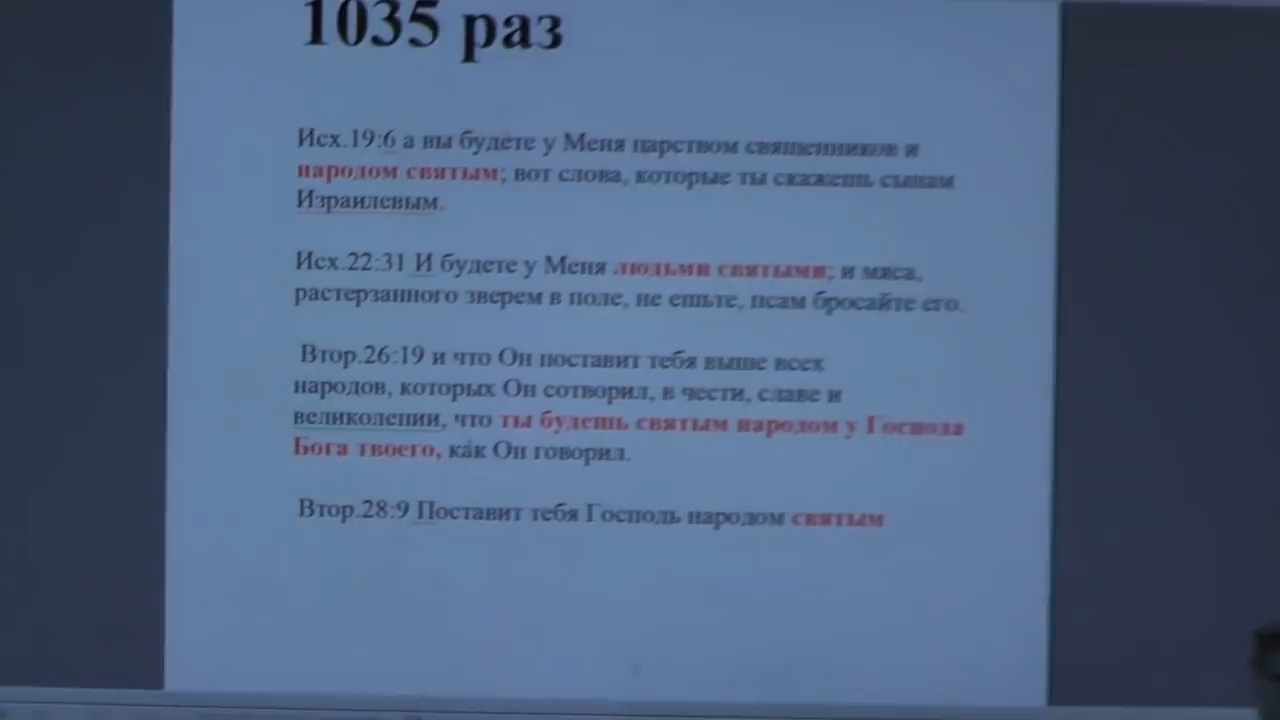 1035 раз
Исх.19:6 а вы будете у Меня царством священников и
народом святым; вот слова, которые ты скажешь сынам
Израилевым.
Исх.22:31 И будете у Меня людьми святыми; и мяса,
растерзанного зверем в поле, не ешьте, псам бросайте его.
Втор.26:19 и что Он поставит тебя выше всех
народов, которых Он сотворил, в чести, славе и
великолепии, что ты будешь святым народом у Господа
Бога твоего, ка́к Он говорил.
Втор.28:9 Поставит тебя Господь народом святым